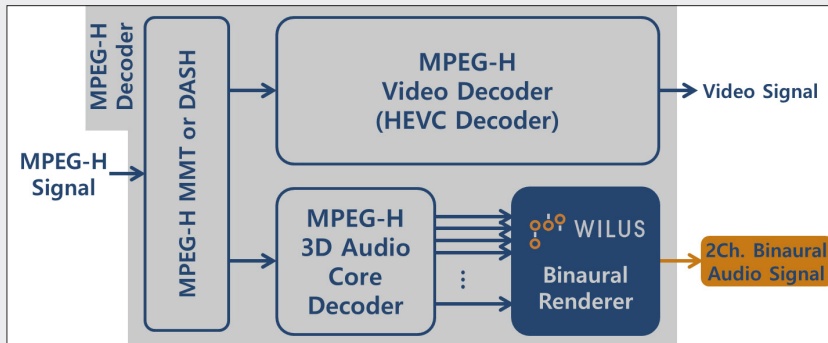 MPEG-H
Decoder
MPEG-H
Signal
MPEG-H MMT or DASH
MPEG-H
Video Decoder
(HEVC Decoder)
Video Signal
MPEG-H
3D Audio
Core
Decoder
WILUS
Binaural
Renderer
2Ch. Binaural
Audio Signal